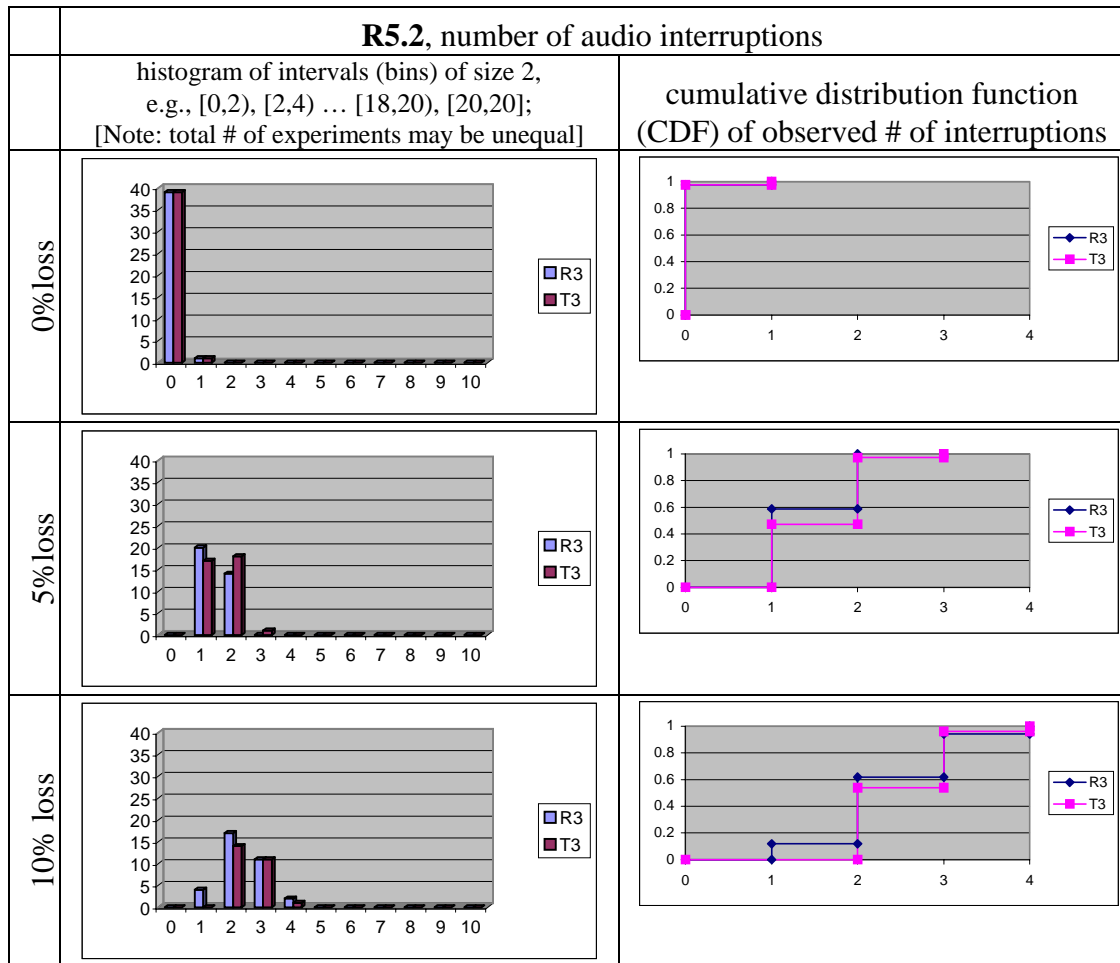 R5.2, number of audio interruptions
histogram of intervals (bins) of size 2,
e.g., [0,2), [2,4) … [18,20), [20,20];
[Note: total # of experiments may be unequal]
cumulative distribution function
(CDF) of observed # of interruptions
0%loss
40
35
30
25
20
15
10
5
0
0 1 2 3 4 5 6 7 8 9 10
R3
T3
1
0.8
0.6
0.4
0.2
0
0 1 2 3 4
R3
T3
5%loss
40
35
30
25
20
15
10
5
0
0 1 2 3 4 5 6 7 8 9 10
R3
T3
1
0.8
0.6
0.4
0.2
0
0 1 2 3 4
R3
T3
10% loss
40
35
30
25
20
15
10
5
0
0 1 2 3 4 5 6 7 8 9 10
R3
T3
1
0.8
0.6
0.4
0.2
0
0 1 2 3 4
R3
T3